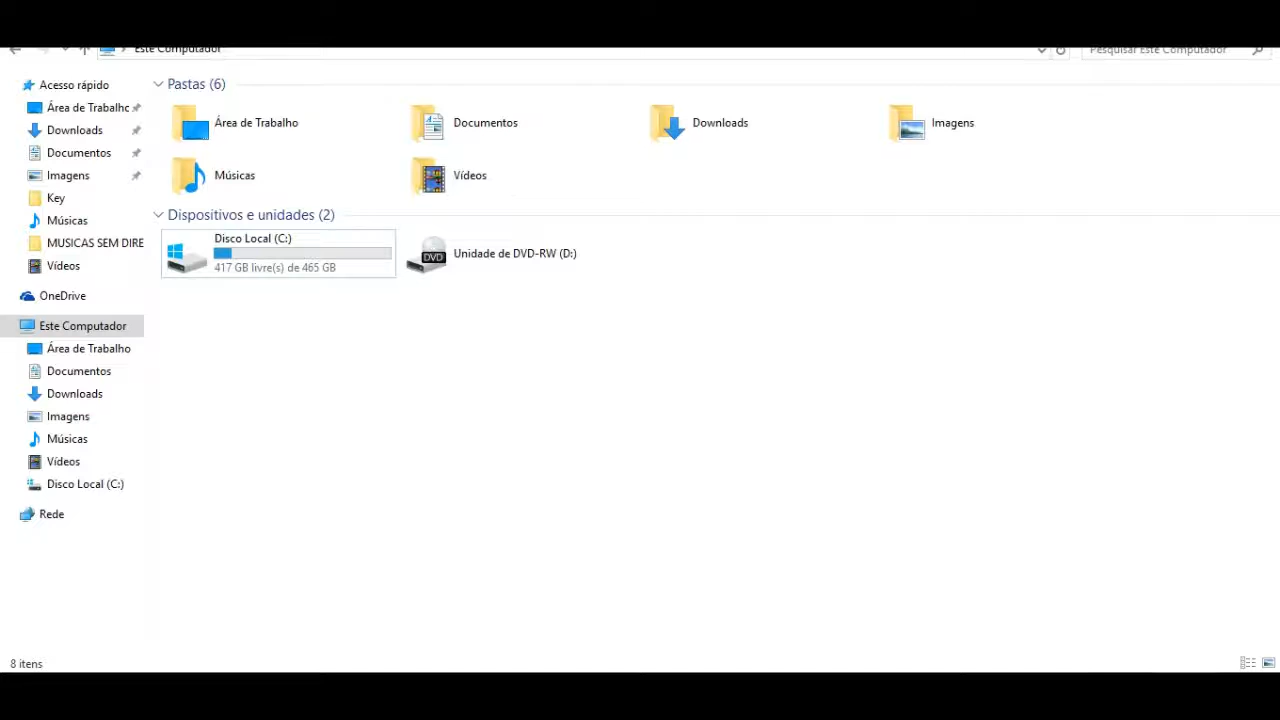 Este Computador
Pesquisar Este Computador
Acesso rápido
Área de Trabalho
Downloads
Documentos
Imagens
Key
Músicas
MUSICAS SEM DIRE
Vídeos
OneDrive
Este Computador
Área de Trabalho
Documentos
Downloads
Imagens
Músicas
Vídeos
Disco Local (C:)
Rede
Pastas (6)
Área de Trabalho
Documentos
Downloads
Imagens
Músicas
Vídeos
Dispositivos e unidades (2)
Disco Local (C:)
417 GB livre(s) de 465 GB
DVD
Unidade de DVD-RW (D:)
8 itens